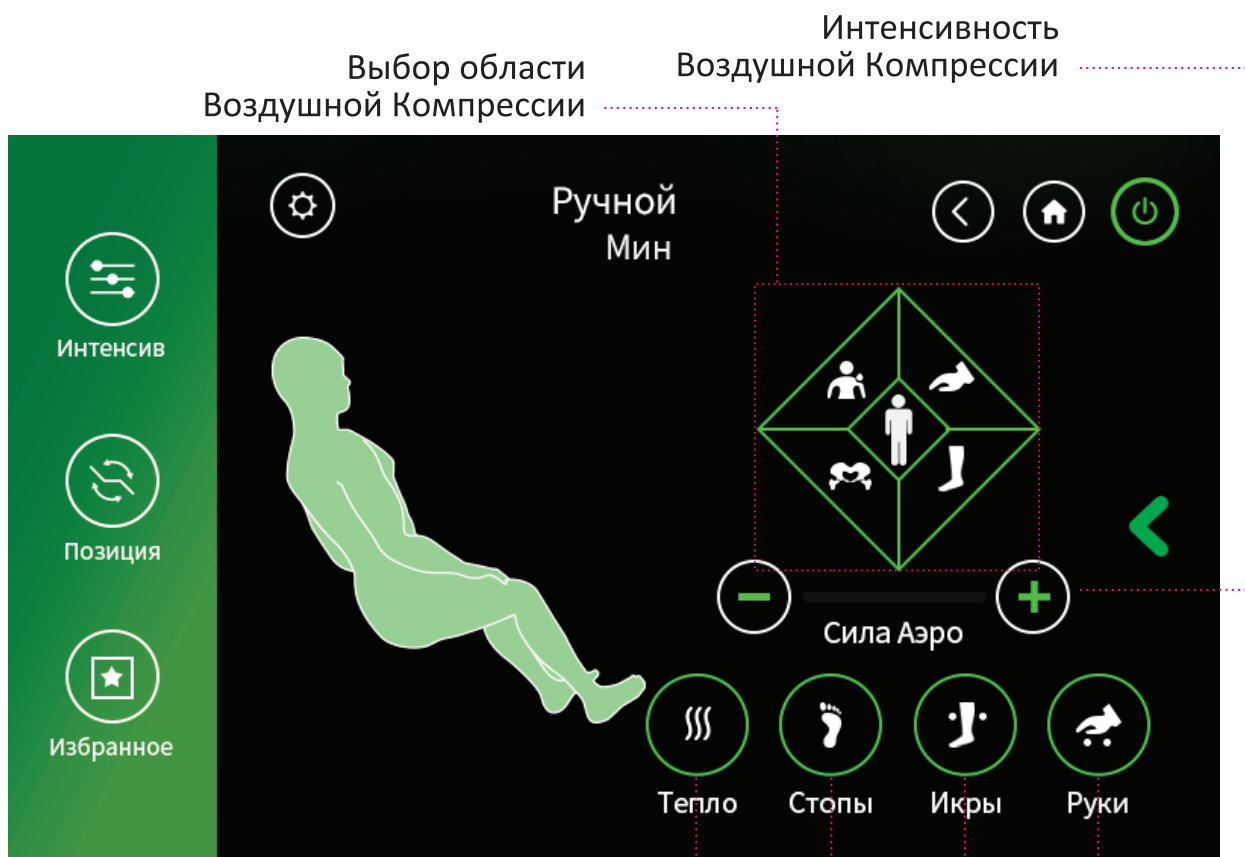 Интенсивность
Воздушной Компрессии
Выбор области
Воздушной Компрессии
Ручной
Мин
Интенсив
Позиция
Избранное
Сила Аэро
Тепло
Стопы
Икры
Руки